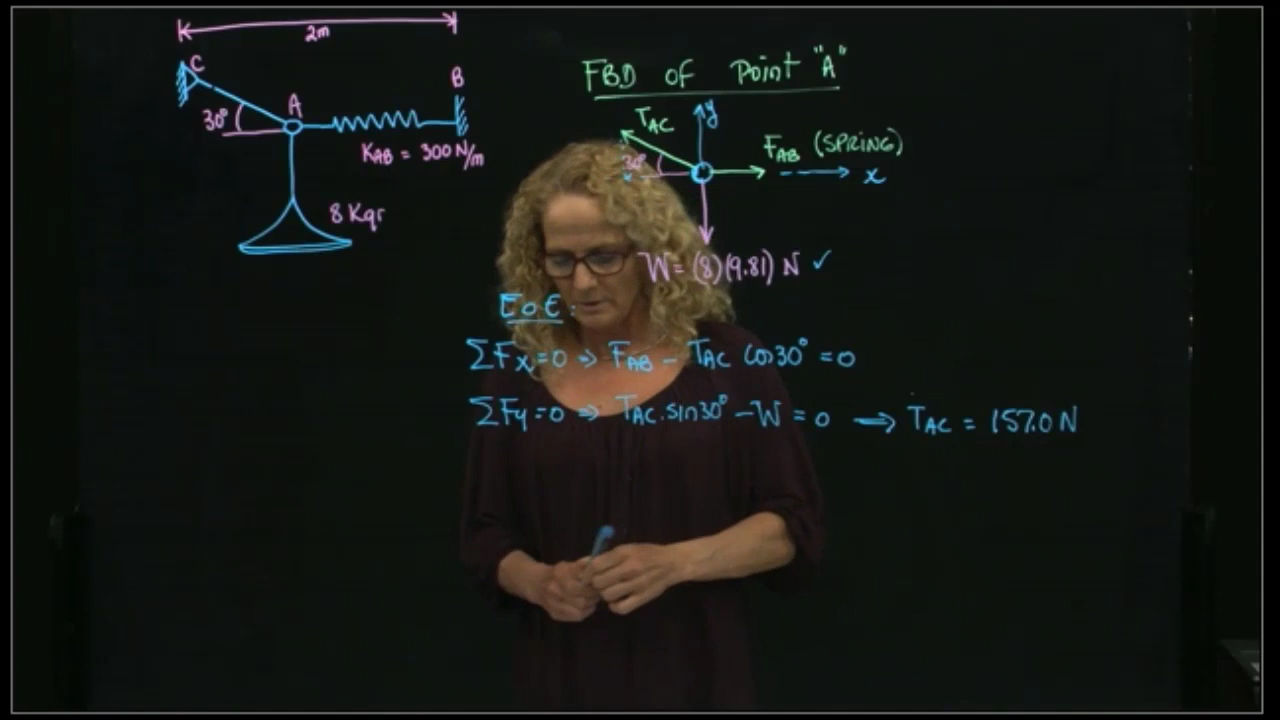 2m
C
B
30°
A
KAB = 300 N/m
8 Kgr
FBD of Point "A"
TAC
y
FAB (SPRING)
30°
x
W = (8)(9.81) N ✓
EoE:
ΣFx=0 ⇒ FAB - TAC cos30° = 0
ΣFy=0 ⇒ TAC.sin30° - W = 0 ⇒ TAC = 157.0 N